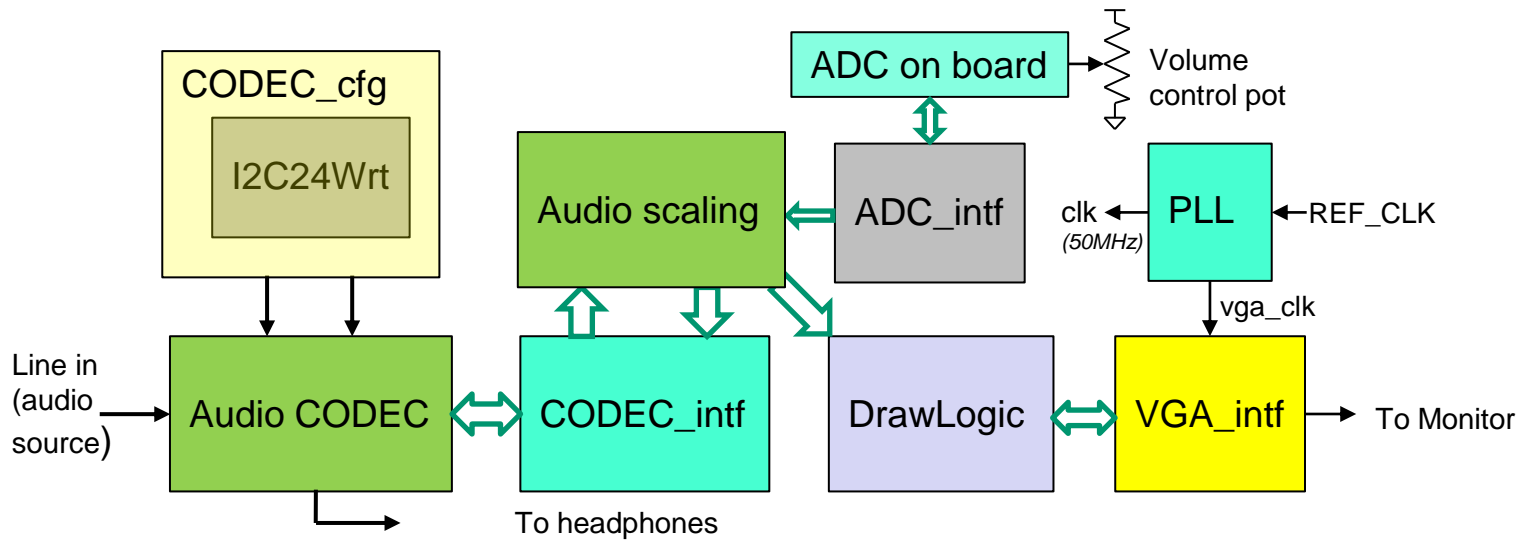 CODEC_cfg
I2C24Wrt
ADC on board
Volume
control pot
Audio scaling
ADC_intf
clk
(50MHz)
PLL
REF_CLK
vga_clk
Line in
(audio
source)
Audio CODEC
CODEC_intf
DrawLogic
VGA_intf
To Monitor
To headphones